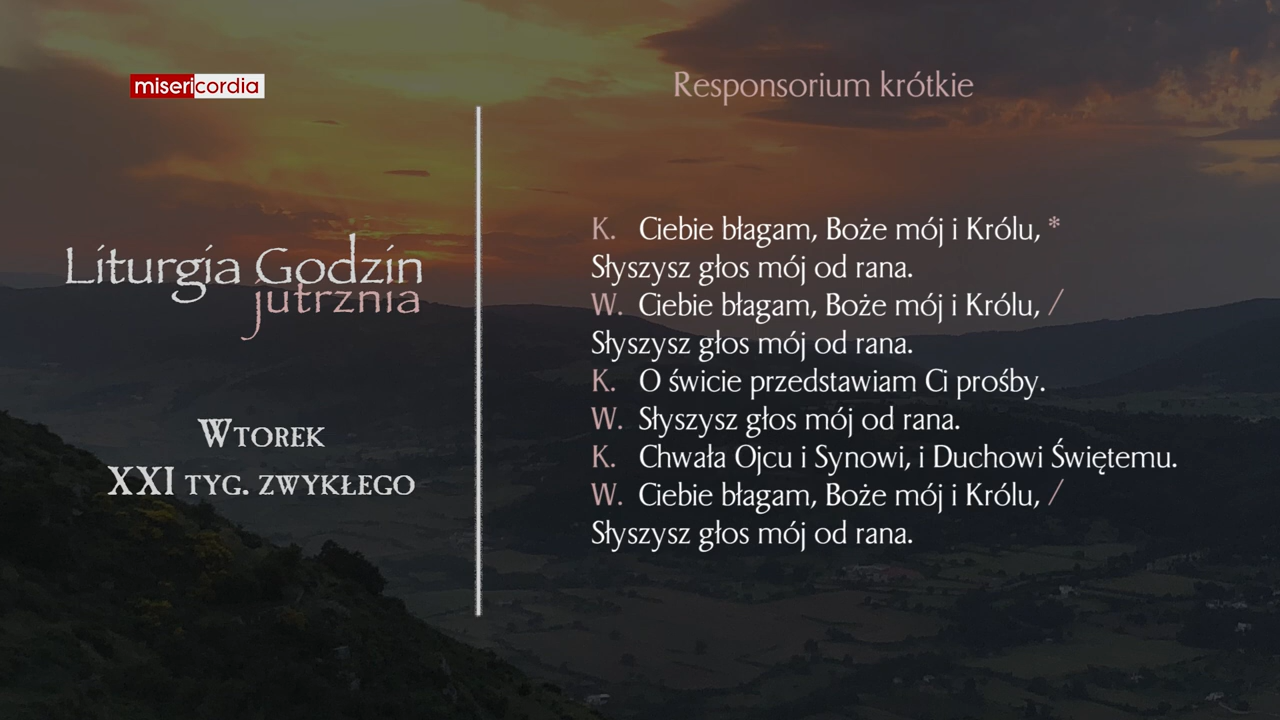 misericordia
Liturgia Godzin
jutrznia
Wtorek
XXI tyg. zwykłego
Responsorium krótkie
K. Ciebie błagam, Boże mój i Królu, *
Słyszysz głos mój od rana.
W. Ciebie błagam, Boże mój i Królu, /
Słyszysz głos mój od rana.
K. O świcie przedstawiam Ci prośby.
W. Słyszysz głos mój od rana.
K. Chwała Ojcu i Synowi, i Duchowi Świętemu.
W. Ciebie błagam, Boże mój i Królu, /
Słyszysz głos mój od rana.